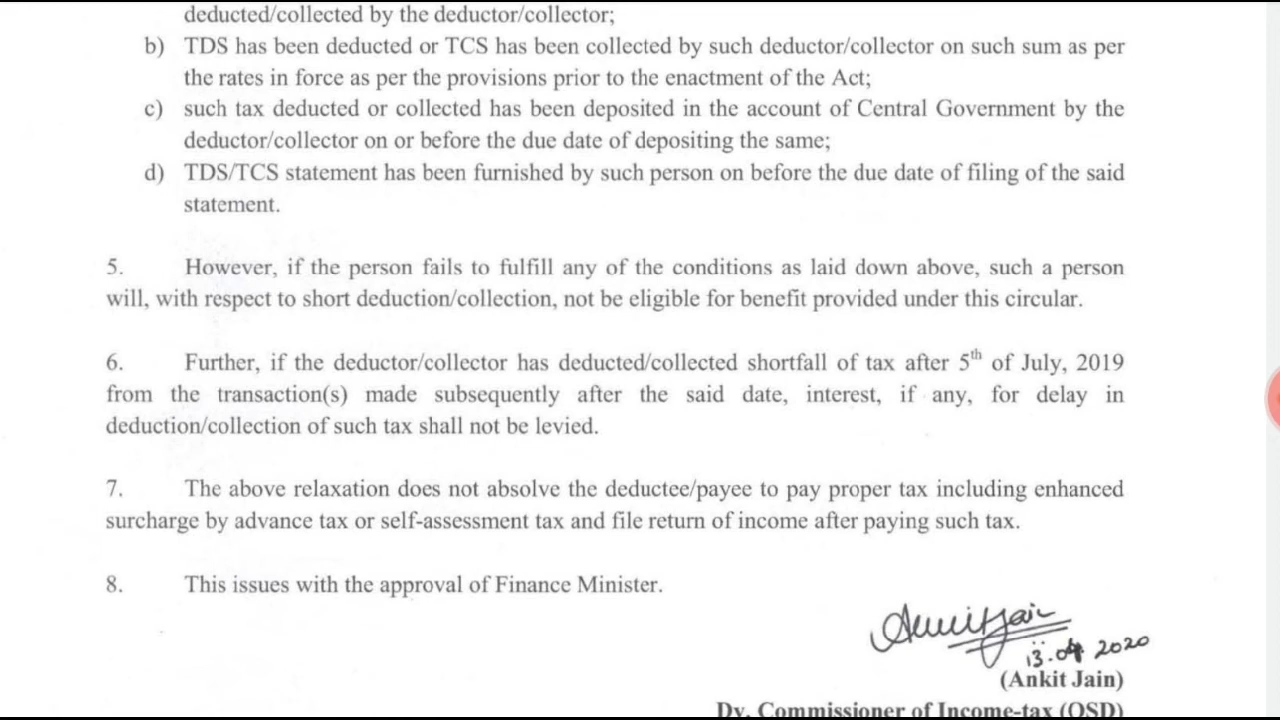 deducted/collected by the deductor/collector;
b) TDS has been deducted or TCS has been collected by such deductor/collector on such sum as per
the rates in force as per the provisions prior to the enactment of the Act;
c) such tax deducted or collected has been deposited in the account of Central Government by the
deductor/collector on or before the due date of depositing the same;
d) TDS/TCS statement has been furnished by such person on before the due date of filing of the said
statement.
5. However, if the person fails to fulfill any of the conditions as laid down above, such a person
will, with respect to short deduction/collection, not be eligible for benefit provided under this circular.
6. Further, if the deductor/collector has deducted/collected shortfall of tax after 5th of July, 2019
from the transaction(s) made subsequently after the said date, interest, if any, for delay in
deduction/collection of such tax shall not be levied.
7. The above relaxation does not absolve the deductee/payee to pay proper tax including enhanced
surcharge by advance tax or self-assessment tax and file return of income after paying such tax.
8. This issues with the approval of Finance Minister.
13.04 2020
(Ankit Jain)
Dy. Commissioner of Income-tax (OSD)